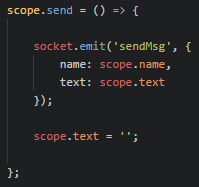 scope.send = () => {
socket.emit('sendMsg', {
name: scope.name,
text: scope.text
});
scope.text = '';
};